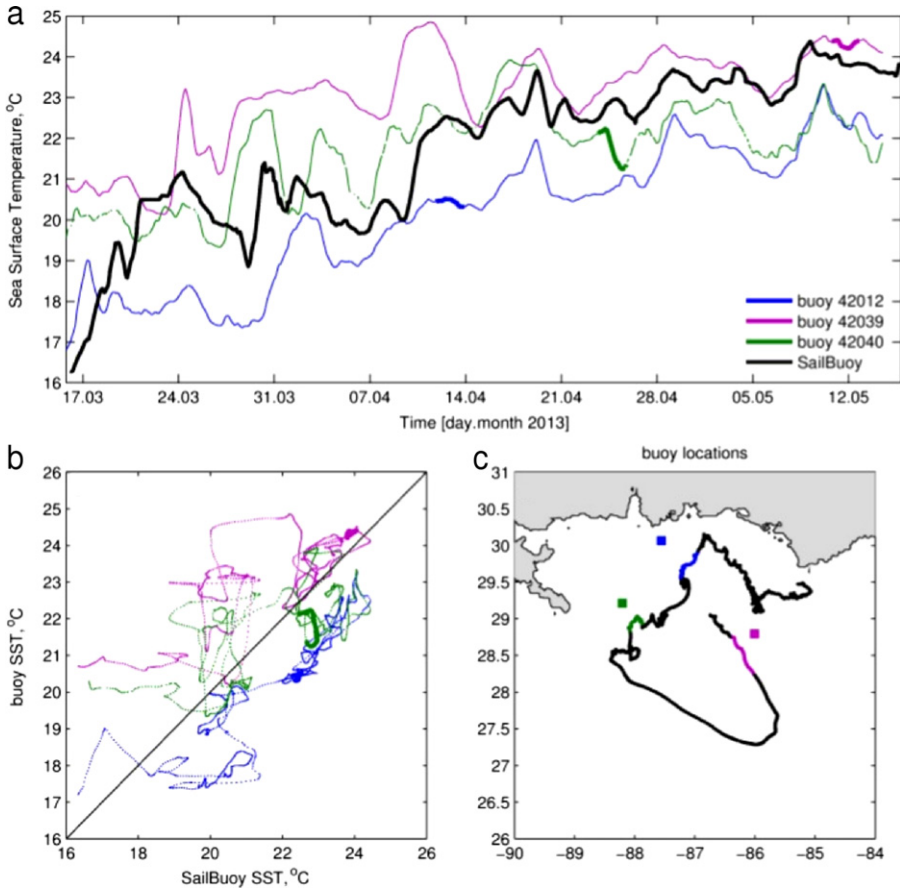 a
Sea Surface Temperature, °C
25
24
23
22
21
20
19
18
17
16
17.03 24.03 31.03 07.04 14.04 21.04 28.04 05.05 12.05
Time [day.month 2013]
buoy 42012
buoy 42039
buoy 42040
SailBuoy
b
buoy SST, °C
26
25
24
23
22
21
20
19
18
17
16
16 18 20 22 24 26
SailBuoy SST, °C
c
buoy locations
31
30.5
30
29.5
29
28.5
28
27.5
27
26.5
26
−90 −89 −88 −87 −86 −85 −84